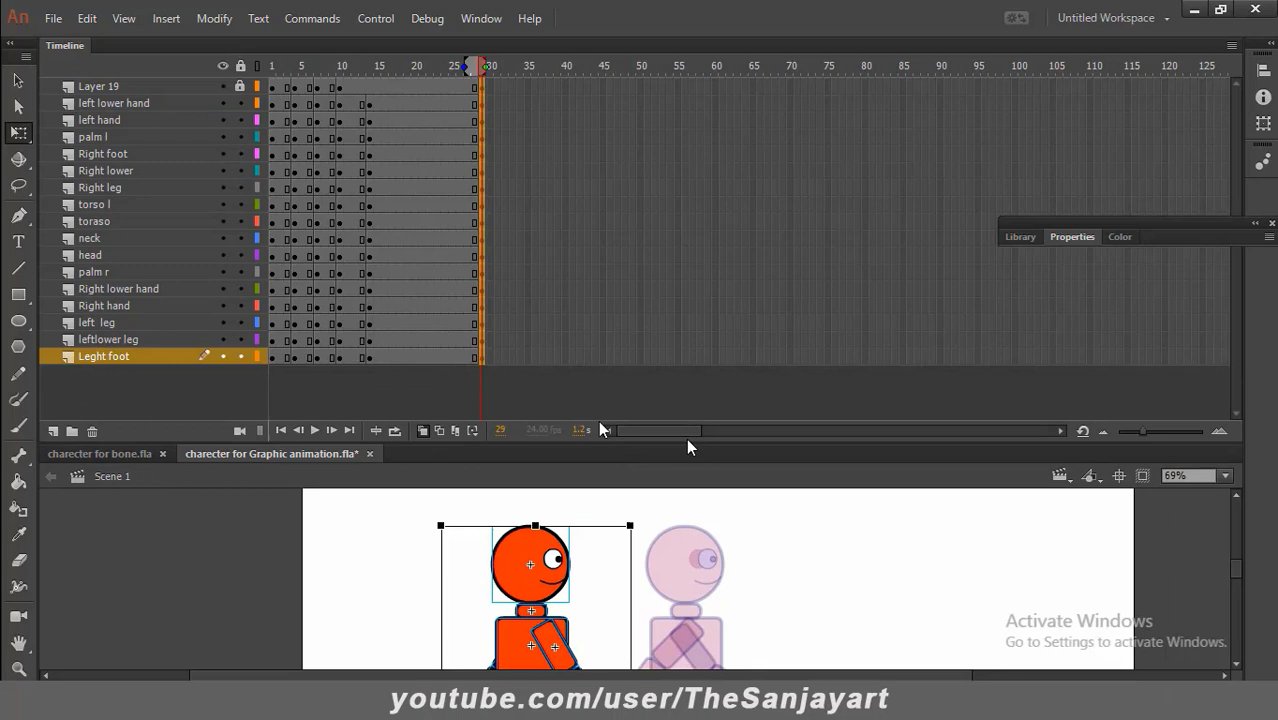 An File Edit View Insert Modify Text Commands Control Debug Window Help Untitled Workspace
Timeline
1 5 10 15 20 25 30 35 40 45 50 55 60 65 70 75 80 85 90 95 100 105 110 115 120 125
Layer 19
left lower hand
left hand
palm l
Right foot
Right lower
Right leg
torso l
toraso
neck
head
palm r
Right lower hand
Right hand
left leg
leftlower leg
Leght foot
Library Properties Color
29 24.00 fps 1.2s
charecter for bone.fla × charecter for Graphic animation.fla* ×
Scene 1 69%
Activate Windows
Go to Settings to activate Windows.
youtube.com/user/TheSanjayart